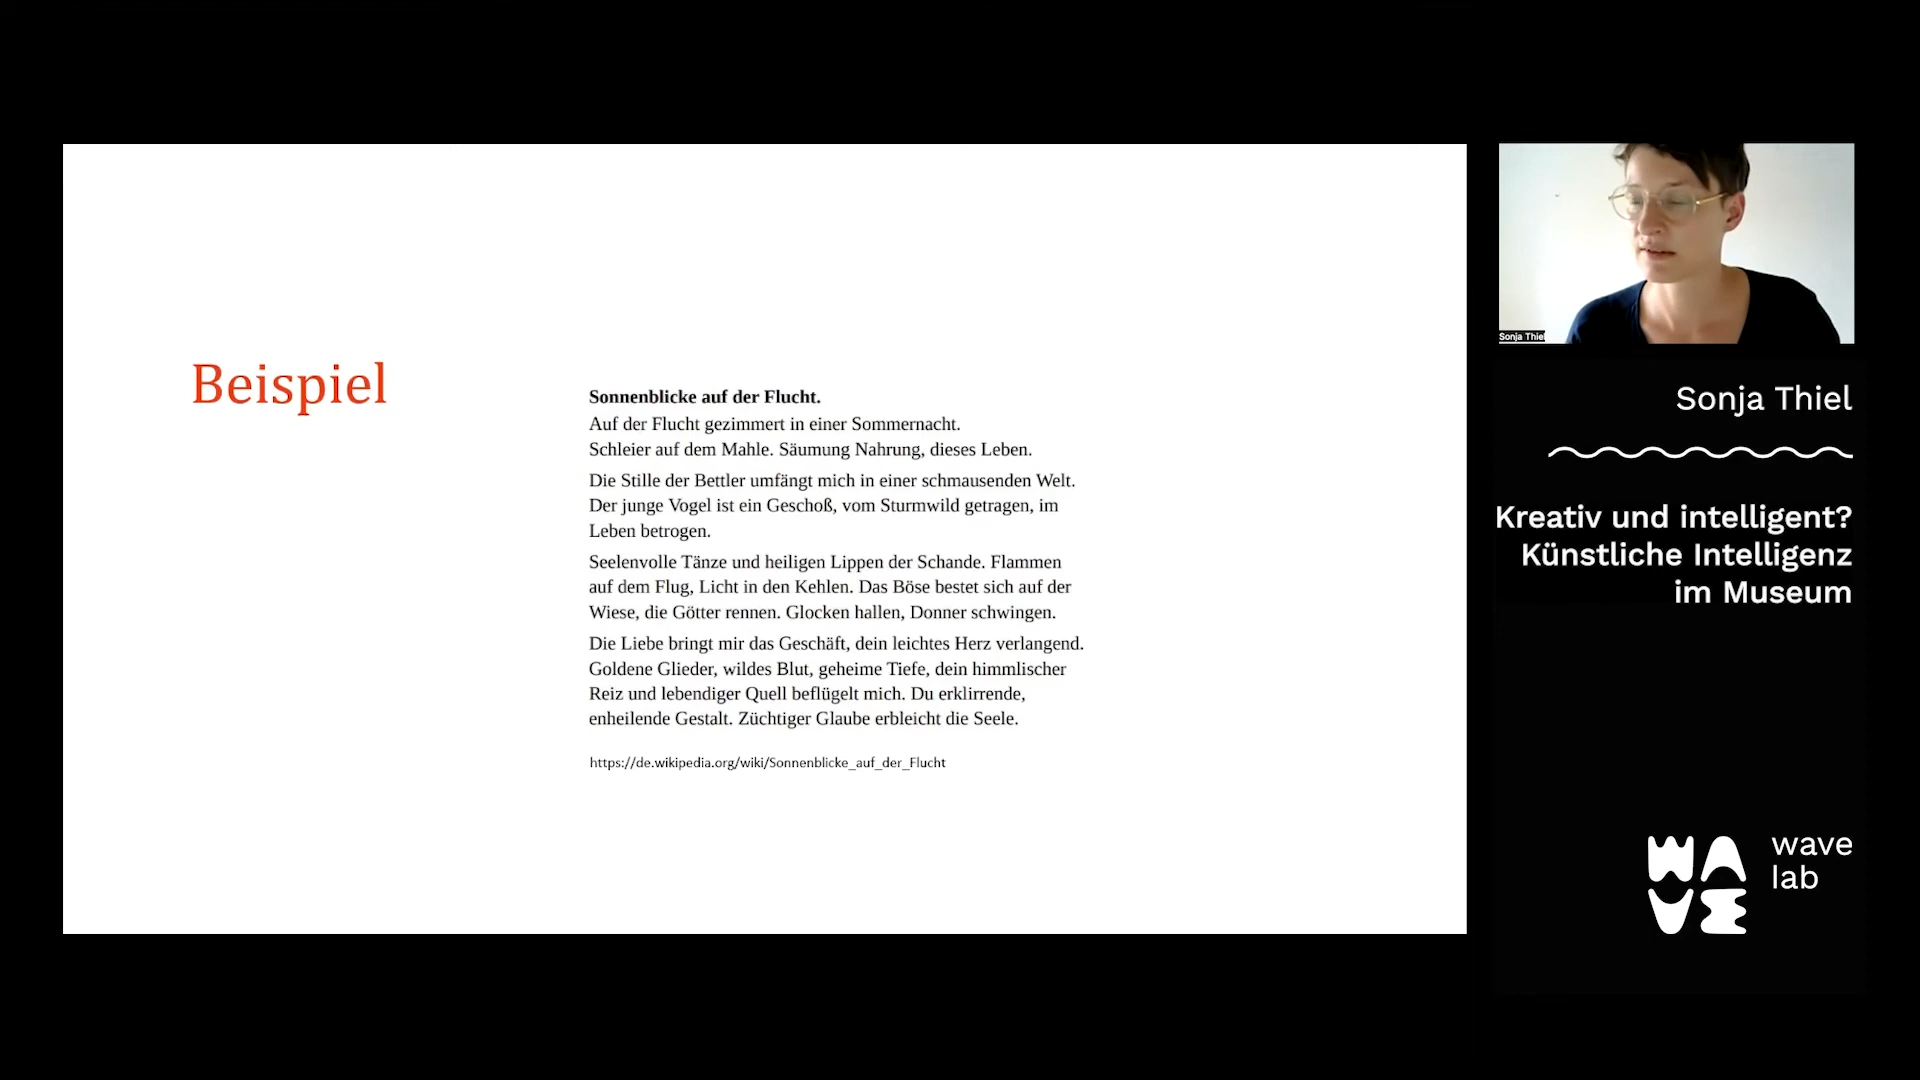 Beispiel
Sonnenblicke auf der Flucht.
Auf der Flucht gezimmert in einer Sommernacht.
Schleier auf dem Mahle. Säumung Nahrung, dieses Leben.
Die Stille der Bettler umfängt mich in einer schmausenden Welt.
Der junge Vogel ist ein Geschoß, vom Sturmwild getragen, im
Leben betrogen.
Seelenvolle Tänze und heiligen Lippen der Schande. Flammen
auf dem Flug, Licht in den Kehlen. Das Böse bestet sich auf der
Wiese, die Götter rennen. Glocken hallen, Donner schwingen.
Die Liebe bringt mir das Geschäft, dein leichtes Herz verlangend.
Goldene Glieder, wildes Blut, geheime Tiefe, dein himmlischer
Reiz und lebendiger Quell beflügelt mich. Du erklirrende,
enheilende Gestalt. Züchtiger Glaube erbleicht die Seele.
https://de.wikipedia.org/wiki/Sonnenblicke_auf_der_Flucht
Sonja Thiel
Sonja Thiel
Kreativ und intelligent?
Künstliche Intelligenz
im Museum
WAVE
wave
lab